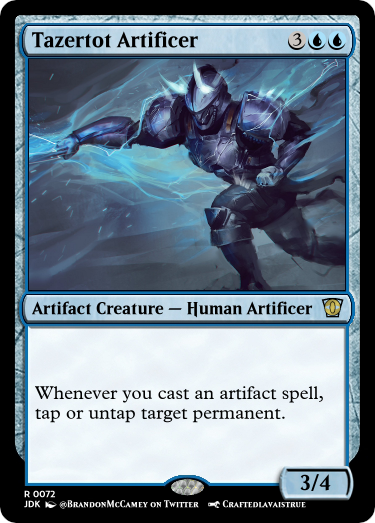 Tazertot Artificer 3
Artifact Creature — Human Artificer
Whenever you cast an artifact spell,
tap or untap target permanent.
3/4
R 0072
JDK @BrandonMcCamey on Twitter Craftedlavaistrue